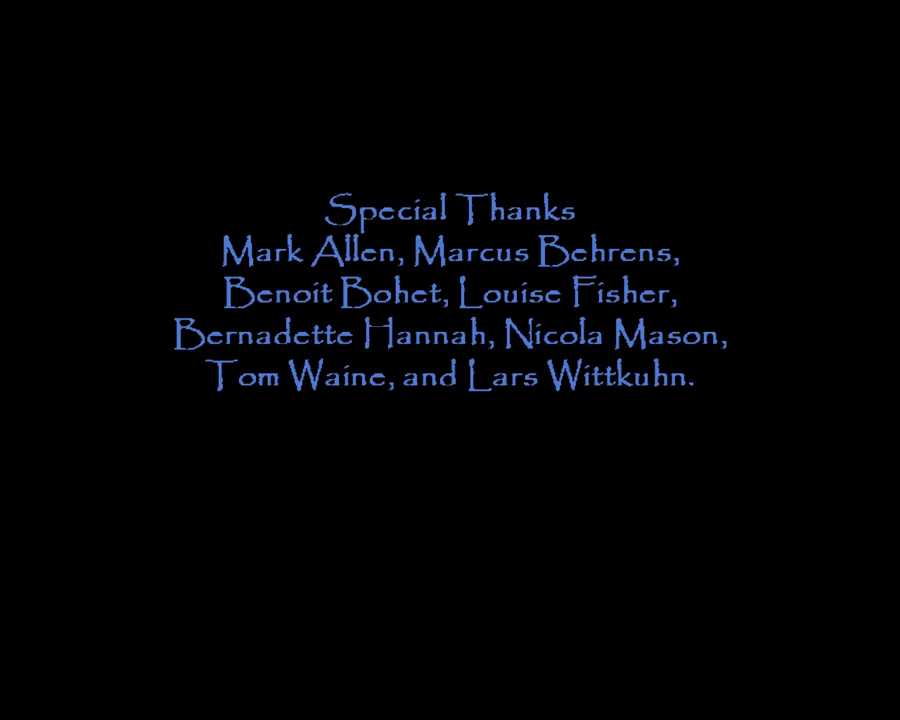 Special Thanks
Mark Allen, Marcus Behrens,
Benoit Bohet, Louise Fisher,
Bernadette Hannah, Nicola Mason,
Tom Waine, and Lars Wittkuhn.